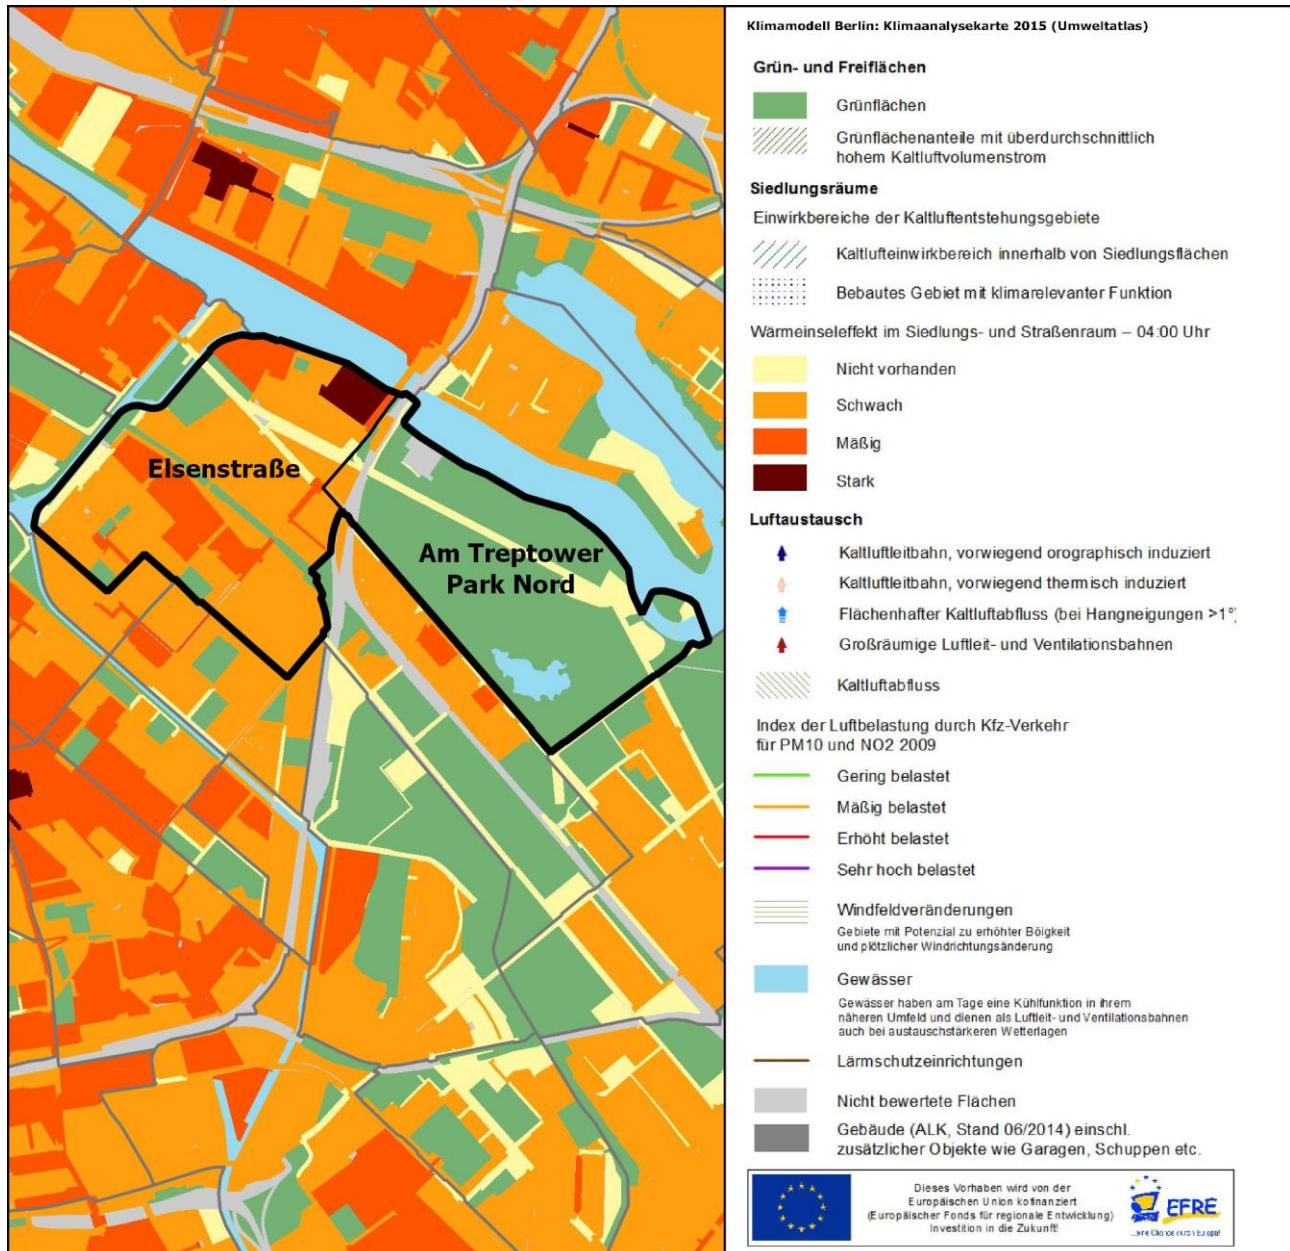 Klimamodell Berlin: Klimaanalysekarte 2015 (Umweltatlas)
Grün- und Freiflächen
Grünflächen
Grünflächenanteile mit überdurchschnittlich
hohem Kaltluftvolumenstrom
Siedlungsräume
Einwirkbereiche der Kaltluftentstehungsgebiete
Kaltlufteinwirkbereich innerhalb von Siedlungsflächen
Bebautes Gebiet mit klimarelevanter Funktion
Wärmeinseleffekt im Siedlungs- und Straßenraum – 04:00 Uhr
Nicht vorhanden
Schwach
Mäßig
Stark
Luftaustausch
Kaltluftleitbahn, vorwiegend orographisch induziert
Kaltluftleitbahn, vorwiegend thermisch induziert
Flächenhafter Kaltluftabfluss (bei Hangneigungen >1°)
Großräumige Luftleit- und Ventilationsbahnen
Kaltluftabfluss
Index der Luftbelastung durch Kfz-Verkehr
für PM10 und NO2 2009
Gering belastet
Mäßig belastet
Erhöht belastet
Sehr hoch belastet
Windfeldveränderungen
Gebiete mit Potenzial zu erhöhter Böigkeit
und plötzlicher Windrichtungsänderung
Gewässer
Gewässer haben am Tage eine Kühlfunktion in ihrem
näheren Umfeld und dienen als Luftleit- und Ventilationsbahnen
auch bei austauschstärkeren Wetterlagen
Lärmschutzeinrichtungen
Nicht bewertete Flächen
Gebäude (ALK, Stand 06/2014) einschl.
zusätzlicher Objekte wie Garagen, Schuppen etc.
Dieses Vorhaben wird von der
Europäischen Union kofinanziert
(Europäischer Fonds für regionale Entwicklung)
Investition in die Zukunft!
EFRE
...eine Chance durch Europa!
Elsenstraße
Am Treptower
Park Nord